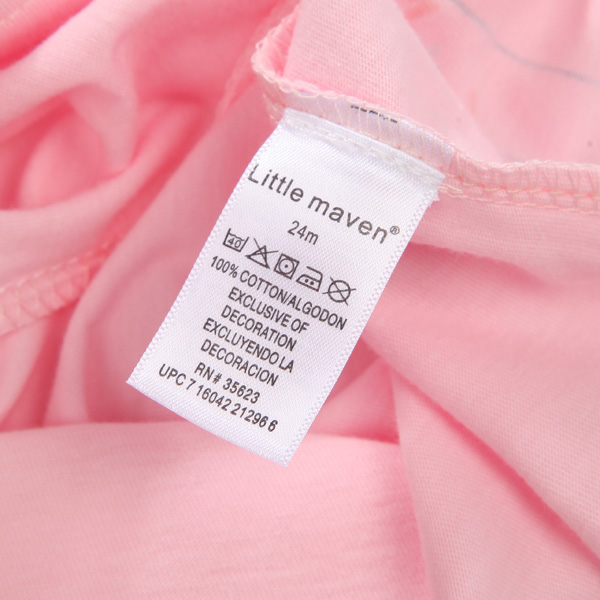 Little maven®
24m
40
100% COTTON/ALGODON
EXCLUSIVE OF
DECORATION
EXCLUYENDO LA
DECORACION
RN# 35623
UPC 7 16042 21296 6